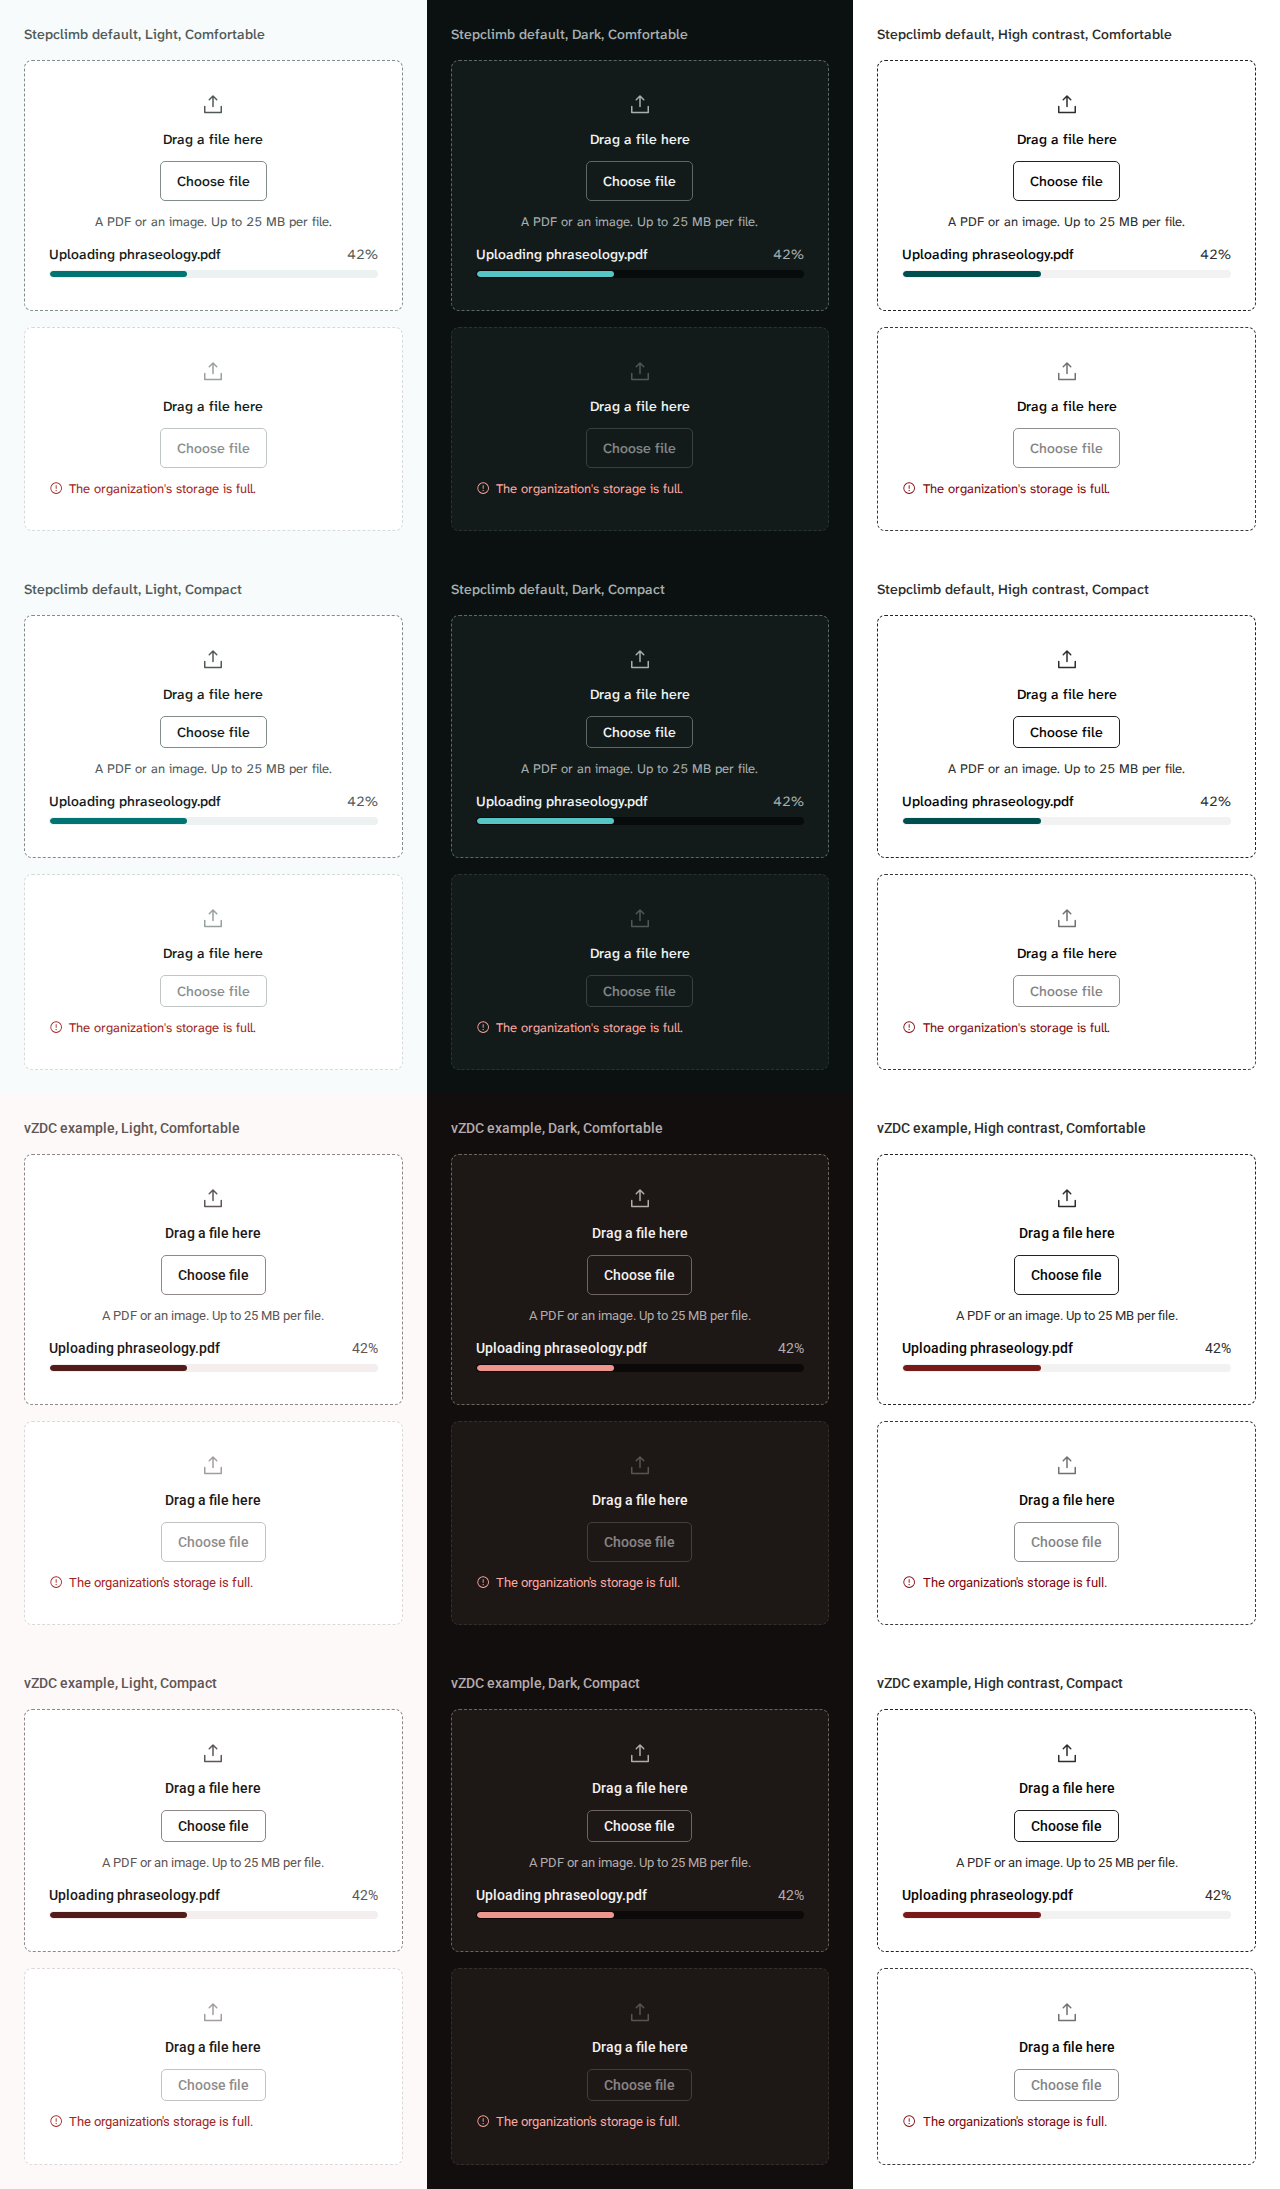 Stepclimb default, Light, Comfortable
Drag a file here
Choose file
A PDF or an image. Up to 25 MB per file.
Uploading phraseology.pdf 42%
Drag a file here
Choose file
The organization's storage is full.
Stepclimb default, Dark, Comfortable
Drag a file here
Choose file
A PDF or an image. Up to 25 MB per file.
Uploading phraseology.pdf 42%
Drag a file here
Choose file
The organization's storage is full.
Stepclimb default, High contrast, Comfortable
Drag a file here
Choose file
A PDF or an image. Up to 25 MB per file.
Uploading phraseology.pdf 42%
Drag a file here
Choose file
The organization's storage is full.
Stepclimb default, Light, Compact
Drag a file here
Choose file
A PDF or an image. Up to 25 MB per file.
Uploading phraseology.pdf 42%
Drag a file here
Choose file
The organization's storage is full.
Stepclimb default, Dark, Compact
Drag a file here
Choose file
A PDF or an image. Up to 25 MB per file.
Uploading phraseology.pdf 42%
Drag a file here
Choose file
The organization's storage is full.
Stepclimb default, High contrast, Compact
Drag a file here
Choose file
A PDF or an image. Up to 25 MB per file.
Uploading phraseology.pdf 42%
Drag a file here
Choose file
The organization's storage is full.
vZDC example, Light, Comfortable
Drag a file here
Choose file
A PDF or an image. Up to 25 MB per file.
Uploading phraseology.pdf 42%
Drag a file here
Choose file
The organization's storage is full.
vZDC example, Dark, Comfortable
Drag a file here
Choose file
A PDF or an image. Up to 25 MB per file.
Uploading phraseology.pdf 42%
Drag a file here
Choose file
The organization's storage is full.
vZDC example, High contrast, Comfortable
Drag a file here
Choose file
A PDF or an image. Up to 25 MB per file.
Uploading phraseology.pdf 42%
Drag a file here
Choose file
The organization's storage is full.
vZDC example, Light, Compact
Drag a file here
Choose file
A PDF or an image. Up to 25 MB per file.
Uploading phraseology.pdf 42%
Drag a file here
Choose file
The organization's storage is full.
vZDC example, Dark, Compact
Drag a file here
Choose file
A PDF or an image. Up to 25 MB per file.
Uploading phraseology.pdf 42%
Drag a file here
Choose file
The organization's storage is full.
vZDC example, High contrast, Compact
Drag a file here
Choose file
A PDF or an image. Up to 25 MB per file.
Uploading phraseology.pdf 42%
Drag a file here
Choose file
The organization's storage is full.